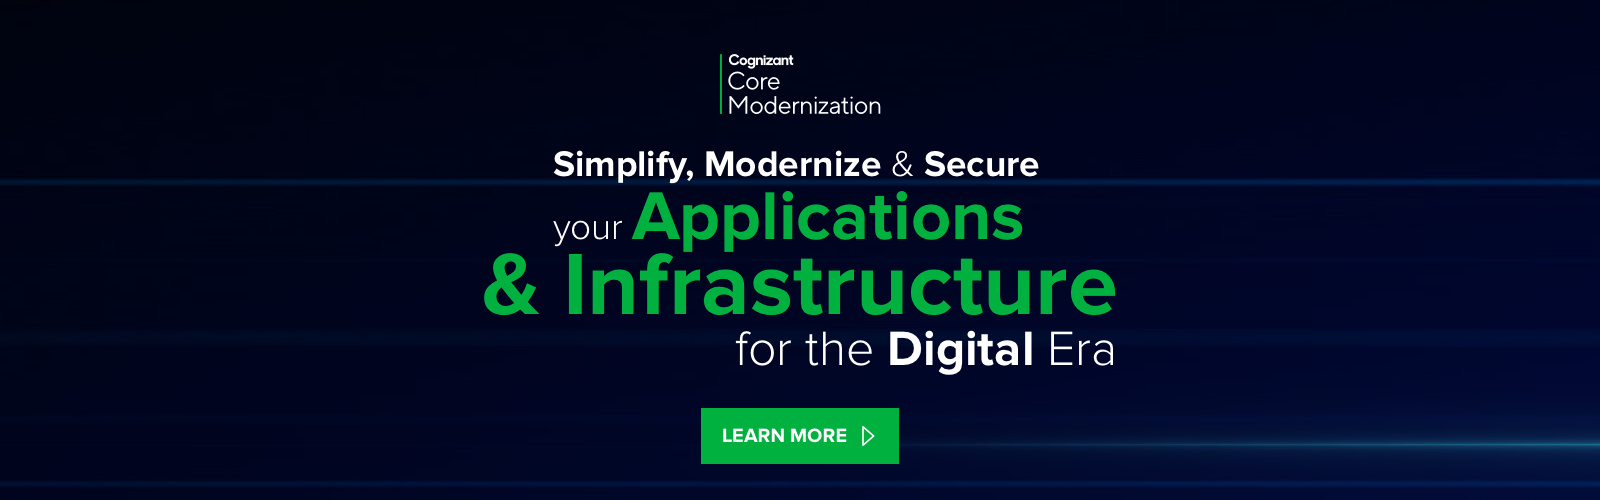 Cognizant
Core
Modernization
Simplify, Modernize & Secure
your Applications
& Infrastructure
for the Digital Era
LEARN MORE